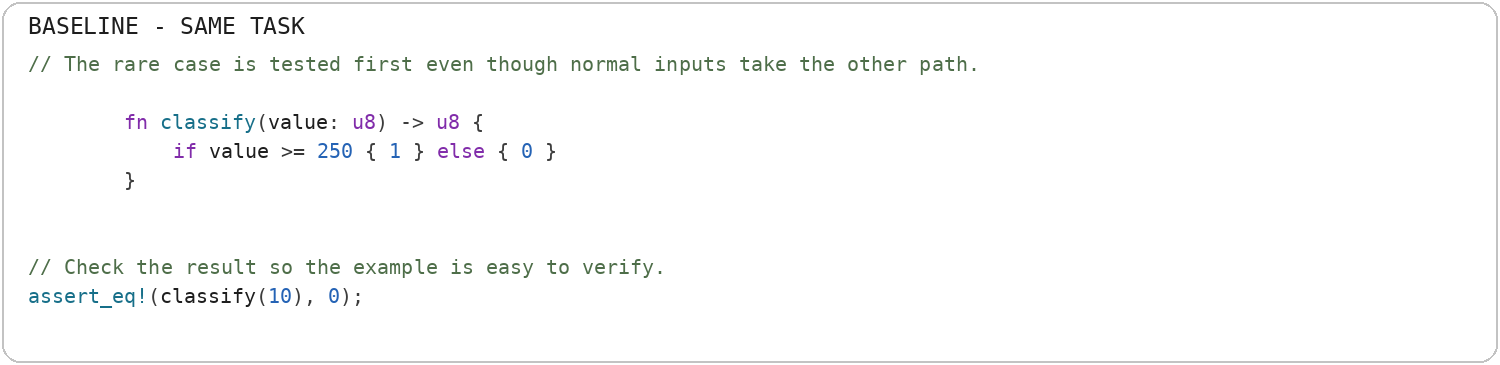 BASELINE - SAME TASK
// The rare case is tested first even though normal inputs take the other path.
fn classify(value: u8) -> u8 {
if value >= 250 { 1 } else { 0 }
}
// Check the result so the example is easy to verify.
assert_eq!(classify(10), 0);